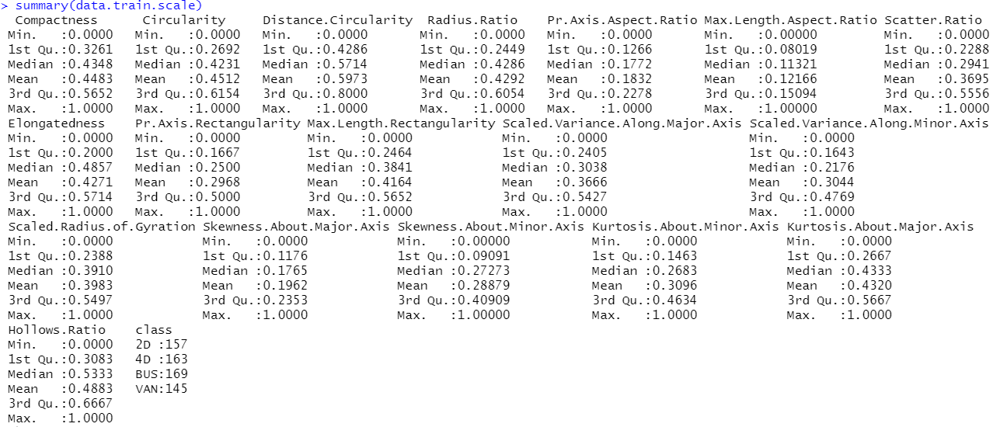 > summary(data.train.scale)
Compactness Circularity Distance.Circularity Radius.Ratio Pr.Axis.Aspect.Ratio Max.Length.Aspect.Ratio Scatter.Ratio
Min. :0.0000 Min. :0.0000 Min. :0.0000 Min. :0.0000 Min. :0.0000 Min. :0.00000 Min. :0.0000
1st Qu.:0.3261 1st Qu.:0.2692 1st Qu.:0.4286 1st Qu.:0.2449 1st Qu.:0.1266 1st Qu.:0.08019 1st Qu.:0.2288
Median :0.4348 Median :0.4231 Median :0.5714 Median :0.4286 Median :0.1772 Median :0.11321 Median :0.2941
Mean :0.4483 Mean :0.4512 Mean :0.5973 Mean :0.4292 Mean :0.1832 Mean :0.12166 Mean :0.3695
3rd Qu.:0.5652 3rd Qu.:0.6154 3rd Qu.:0.8000 3rd Qu.:0.6054 3rd Qu.:0.2278 3rd Qu.:0.15094 3rd Qu.:0.5556
Max. :1.0000 Max. :1.0000 Max. :1.0000 Max. :1.0000 Max. :1.0000 Max. :1.00000 Max. :1.0000
Elongatedness Pr.Axis.Rectangularity Max.Length.Rectangularity Scaled.Variance.Along.Major.Axis Scaled.Variance.Along.Minor.Axis
Min. :0.0000 Min. :0.0000 Min. :0.0000 Min. :0.0000 Min. :0.0000
1st Qu.:0.2000 1st Qu.:0.1667 1st Qu.:0.2464 1st Qu.:0.2405 1st Qu.:0.1643
Median :0.4857 Median :0.2500 Median :0.3841 Median :0.3038 Median :0.2176
Mean :0.4271 Mean :0.2968 Mean :0.4164 Mean :0.3666 Mean :0.3044
3rd Qu.:0.5714 3rd Qu.:0.5000 3rd Qu.:0.5652 3rd Qu.:0.5427 3rd Qu.:0.4769
Max. :1.0000 Max. :1.0000 Max. :1.0000 Max. :1.0000 Max. :1.0000
Scaled.Radius.of.Gyration Skewness.About.Major.Axis Skewness.About.Minor.Axis Kurtosis.About.Minor.Axis Kurtosis.About.Major.Axis
Min. :0.0000 Min. :0.0000 Min. :0.00000 Min. :0.0000 Min. :0.0000
1st Qu.:0.2388 1st Qu.:0.1176 1st Qu.:0.09091 1st Qu.:0.1463 1st Qu.:0.2667
Median :0.3910 Median :0.1765 Median :0.27273 Median :0.2683 Median :0.4333
Mean :0.3983 Mean :0.1962 Mean :0.28879 Mean :0.3096 Mean :0.4320
3rd Qu.:0.5497 3rd Qu.:0.2353 3rd Qu.:0.40909 3rd Qu.:0.4634 3rd Qu.:0.5667
Max. :1.0000 Max. :1.0000 Max. :1.00000 Max. :1.0000 Max. :1.0000
Hollows.Ratio class
Min. :0.0000 2D :157
1st Qu.:0.3083 4D :163
Median :0.5333 BUS:169
Mean :0.4883 VAN:145
3rd Qu.:0.6667
Max. :1.0000